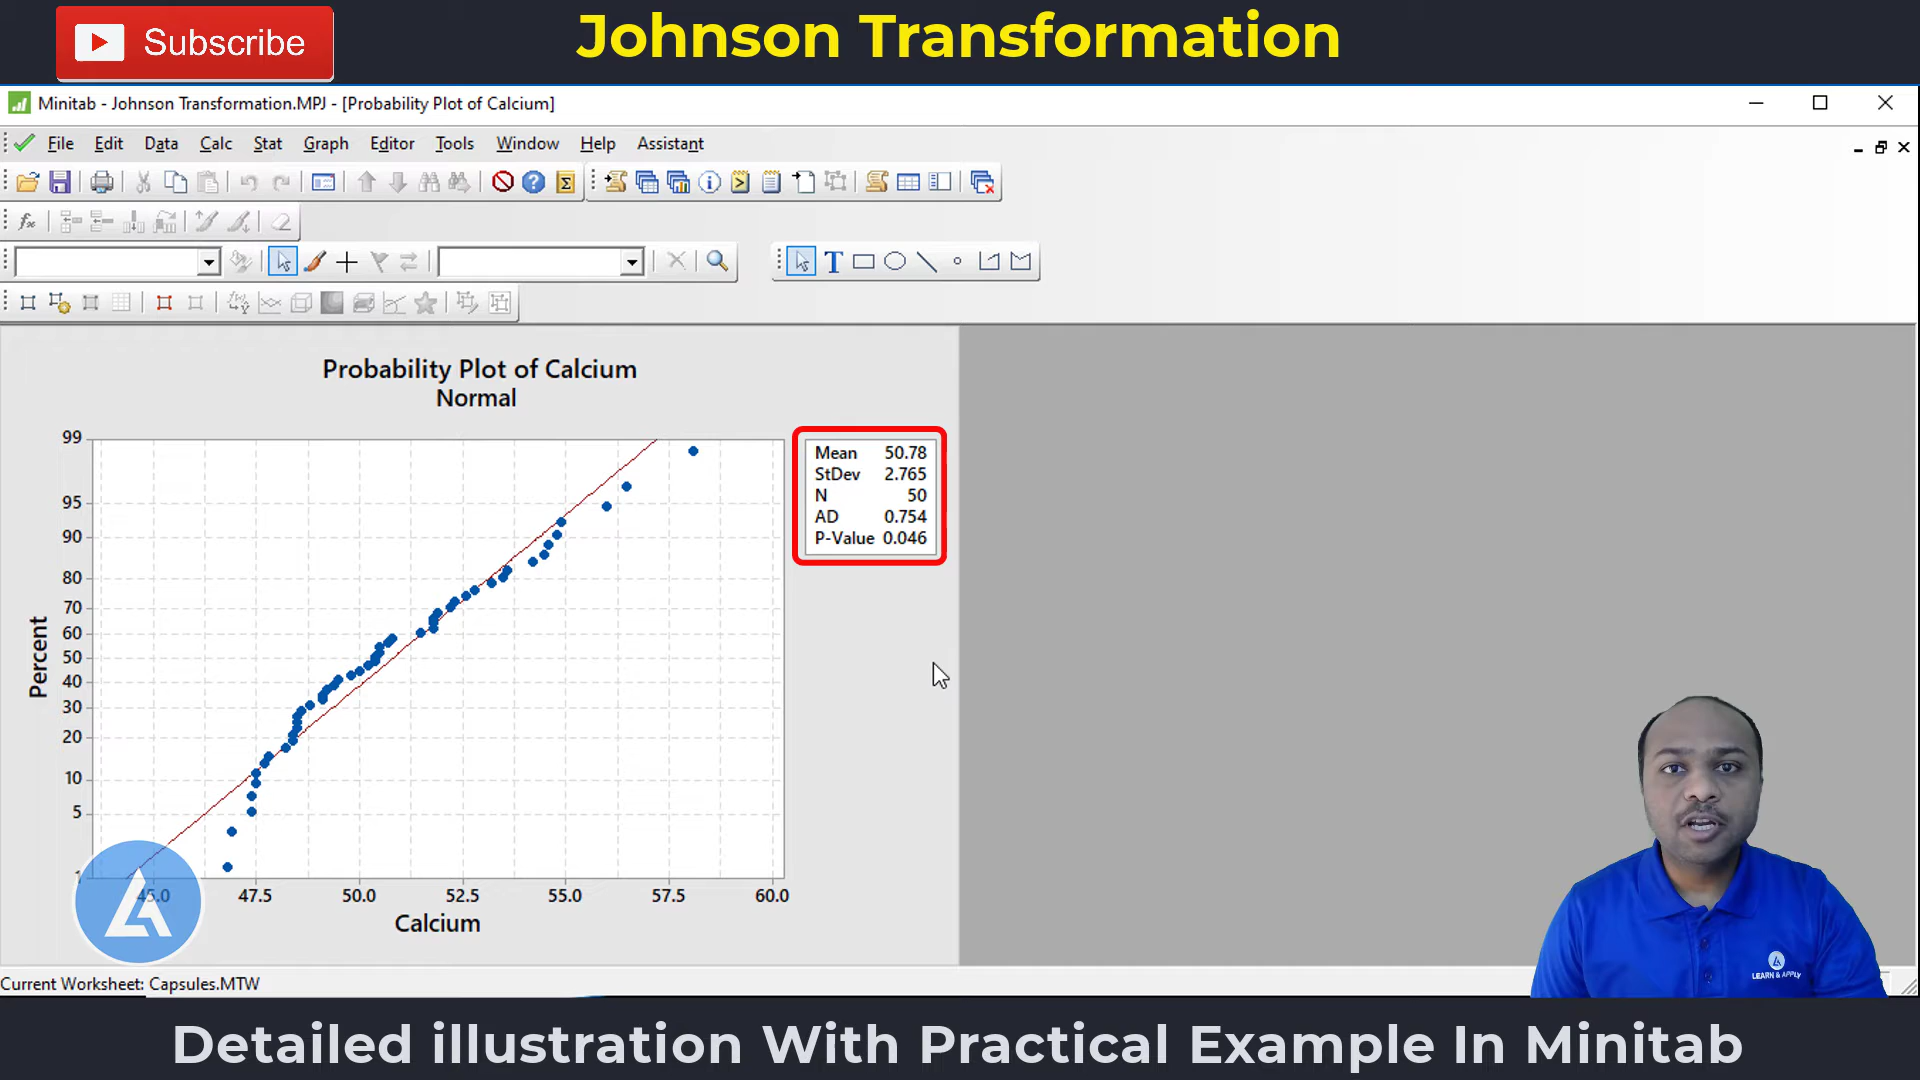 Subscribe
Johnson Transformation
Minitab - Johnson Transformation.MPJ - [Probability Plot of Calcium]
File Edit Data Calc Stat Graph Editor Tools Window Help Assistant
Probability Plot of Calcium
Normal
99
95
90
80
70
60
50
40
30
20
10
5
1
Percent
45.0 47.5 50.0 52.5 55.0 57.5 60.0
Calcium
Mean 50.78
StDev 2.765
N 50
AD 0.754
P-Value 0.046
LEARN & APPLY
Current Worksheet: Capsules.MTW
Detailed illustration With Practical Example In Minitab